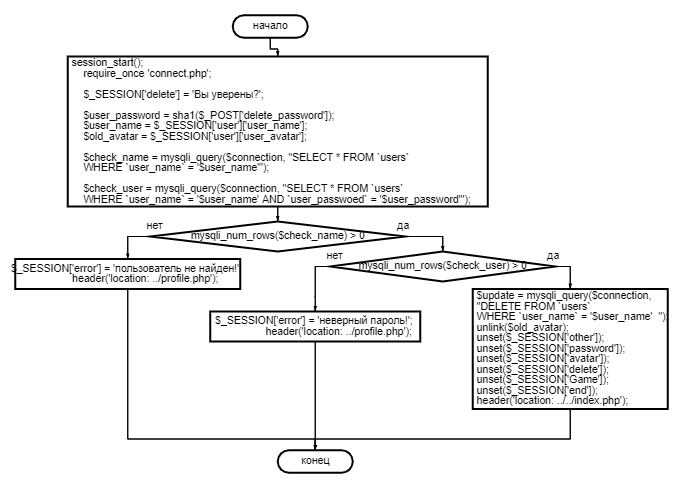 начало
session_start();
require_once 'connect.php';
$_SESSION['delete'] = 'Вы уверены?';
$user_password = sha1($_POST['delete_password']);
$user_name = $_SESSION['user']['user_name'];
$old_avatar = $_SESSION['user']['user_avatar'];
$check_name = mysqli_query($connection, "SELECT * FROM `users`
WHERE `user_name` = '$user_name'");
$check_user = mysqli_query($connection, "SELECT * FROM `users`
WHERE `user_name` = '$user_name' AND `user_passwoed` = '$user_password'");
нет
mysqli_num_rows($check_name) > 0
да
нет
mysqli_num_rows($check_user) > 0
да
$_SESSION['error'] = 'пользователь не найден!'
header('location: ../profile.php');
$_SESSION['error'] = 'неверный пароль!';
header('location: ../profile.php');
$update = mysqli_query($connection,
"DELETE FROM `users`
WHERE `user_name` = '$user_name' ");
unlink($old_avatar);
unset($_SESSION['other']);
unset($_SESSION['password']);
unset($_SESSION['avatar']);
unset($_SESSION['delete']);
unset($_SESSION['Game']);
unset($_SESSION['end']);
header('location: ../../index.php');
конец